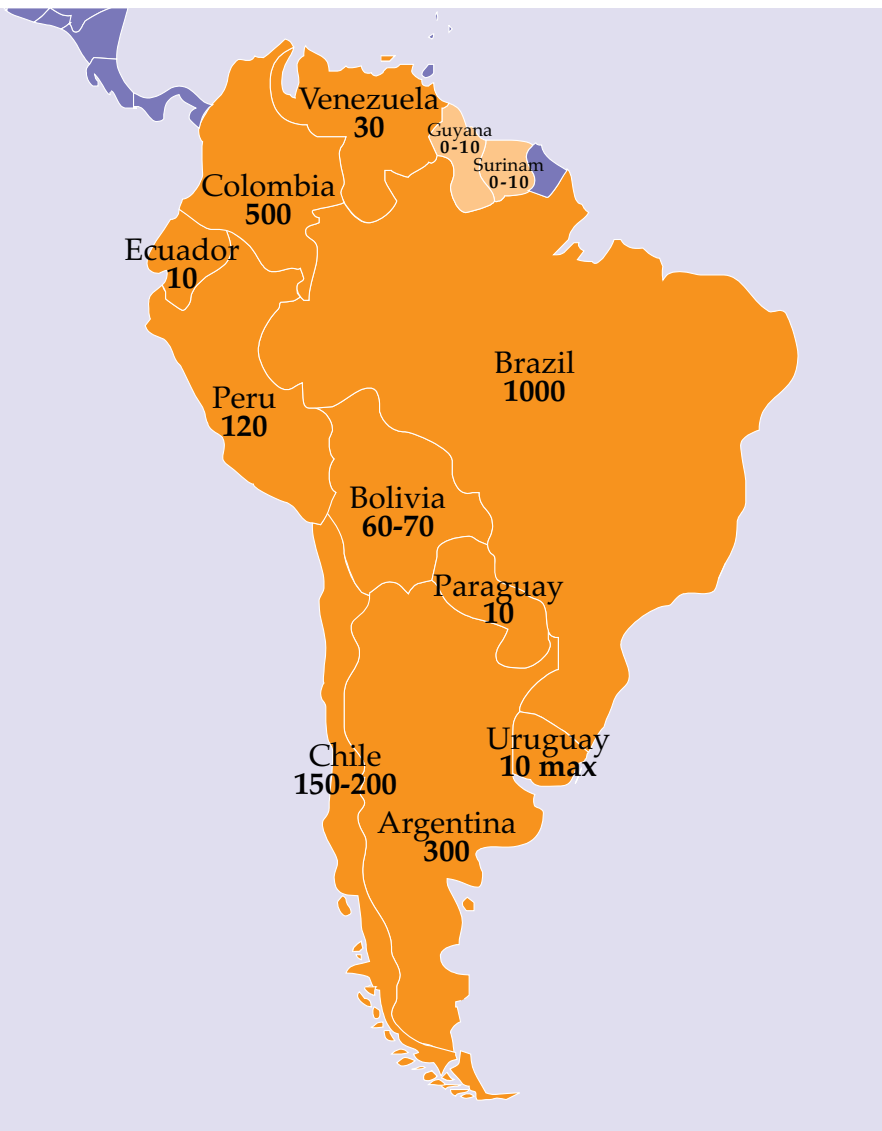 Venezuela
30
Guyana
0-10
Surinam
0-10
Colombia
500
Ecuador
10
Brazil
1000
Peru
120
Bolivia
60-70
Paraguay
10
Uruguay
10 max
Chile
150-200
Argentina
300